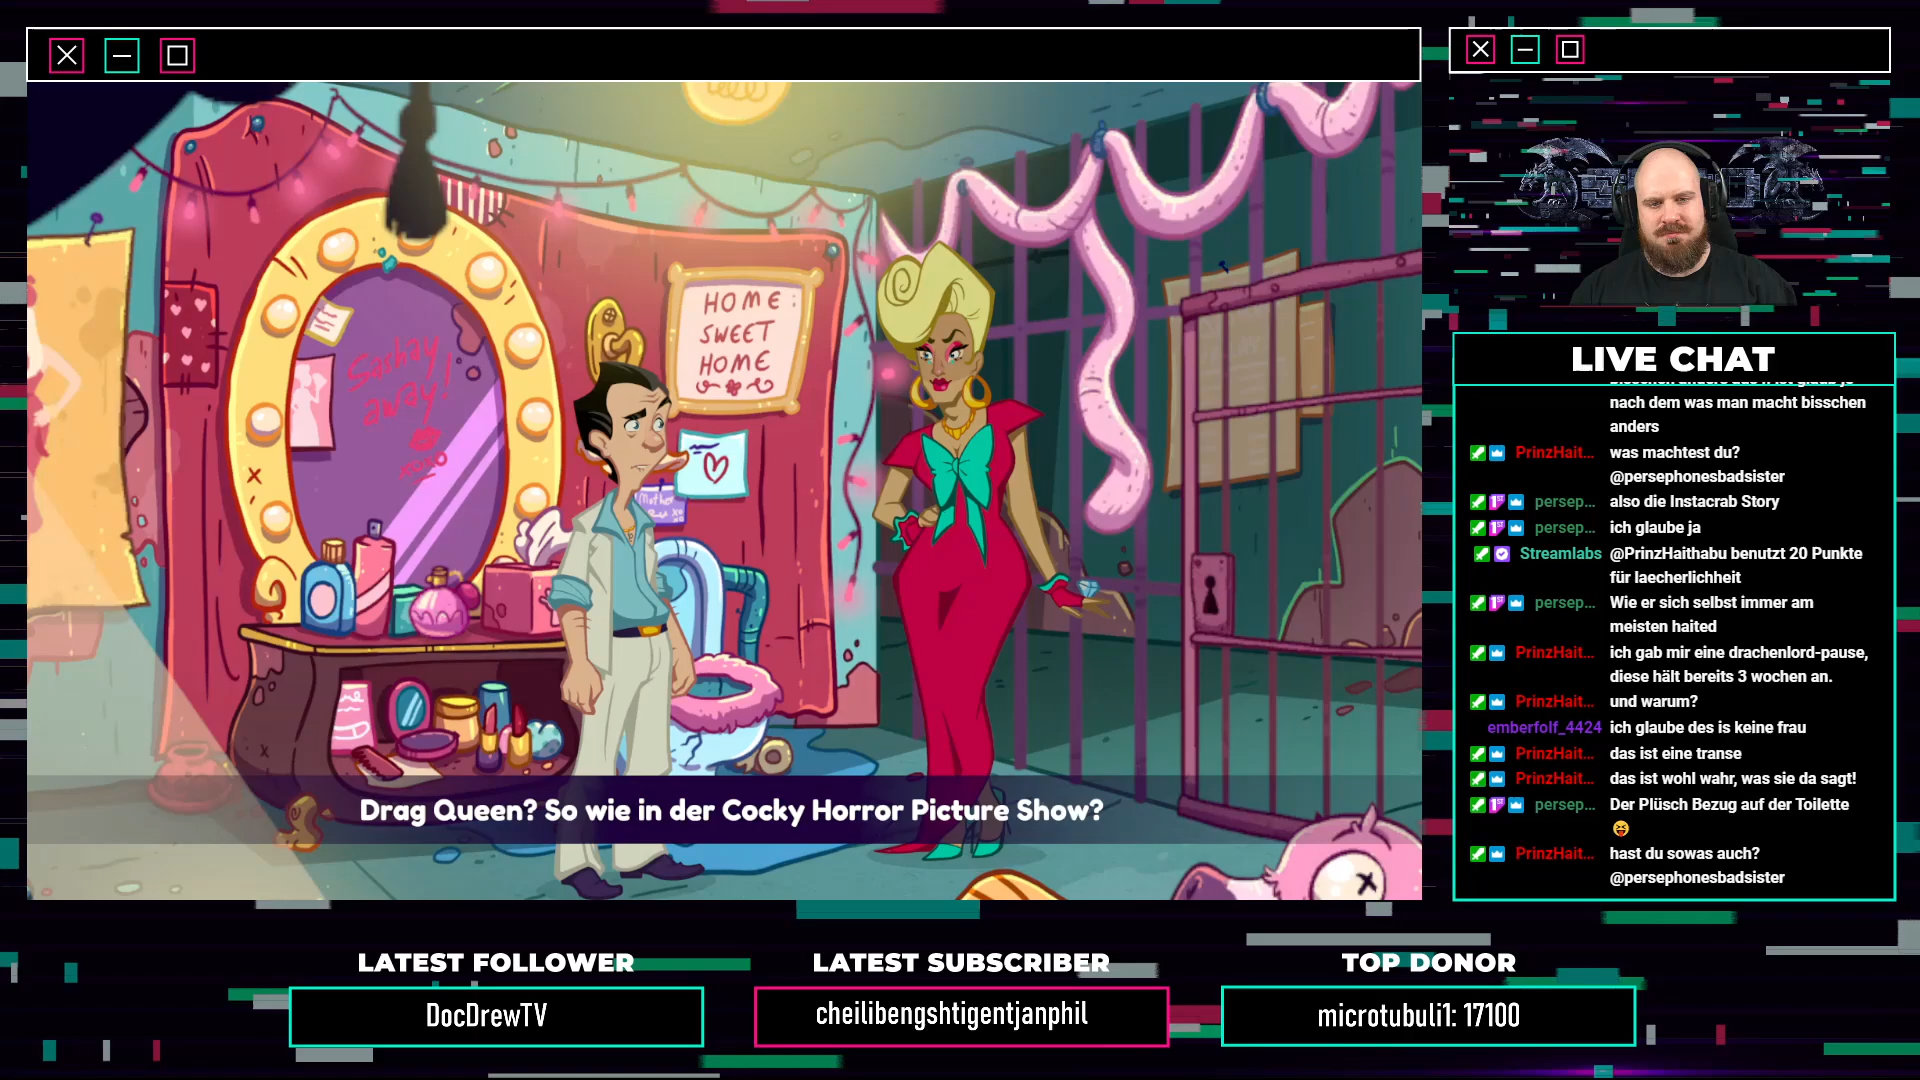 HOME
SWEET
HOME
Sashay
away!
xoxo
Mother
Drag Queen? So wie in der Cocky Horror Picture Show?
LIVE CHAT
nach dem was man macht bisschen
anders
PrinzHait... was machtest du?
@persephonesbadsister
persep... also die Instacrab Story
persep... ich glaube ja
Streamlabs @PrinzHaithabu benutzt 20 Punkte
für laecherlichheit
persep... Wie er sich selbst immer am
meisten haited
PrinzHait... ich gab mir eine drachenlord-pause,
diese hält bereits 3 wochen an.
PrinzHait... und warum?
emberfolf_4424 ich glaube des is keine frau
PrinzHait... das ist eine transe
PrinzHait... das ist wohl wahr, was sie da sagt!
persep... Der Plüsch Bezug auf der Toilette
😝
PrinzHait... hast du sowas auch?
@persephonesbadsister
LATEST FOLLOWER
DocDrewTV
LATEST SUBSCRIBER
cheilibengshtigentjanphil
TOP DONOR
microtubuli1: 17100